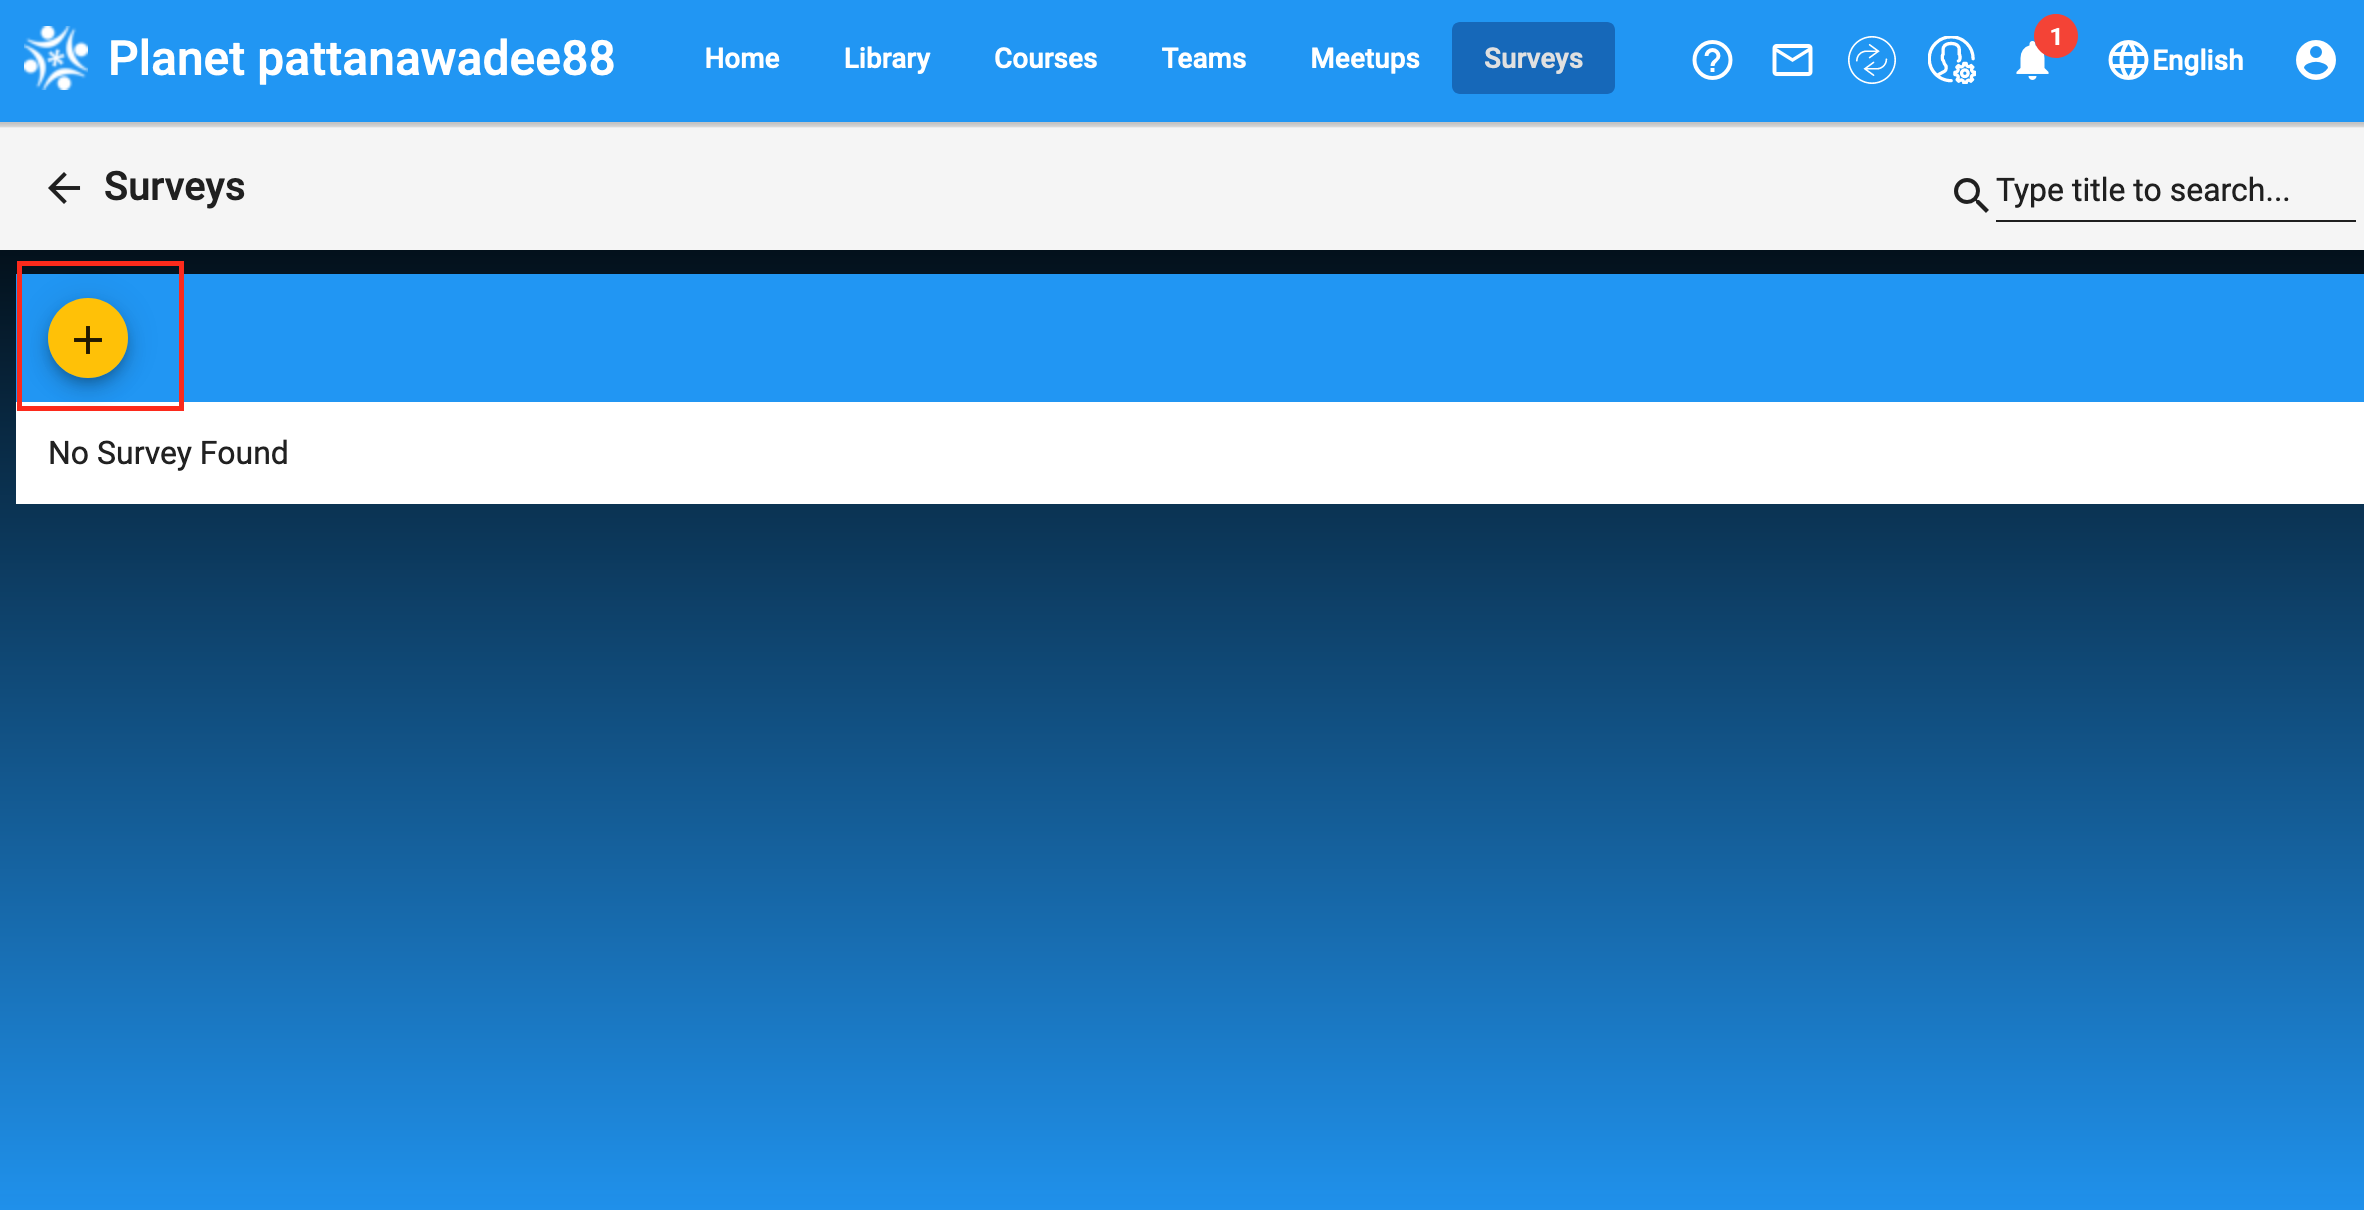 Planet pattanawadee88 Home Library Courses Teams Meetups Surveys 1 English
Surveys Type title to search...
No Survey Found